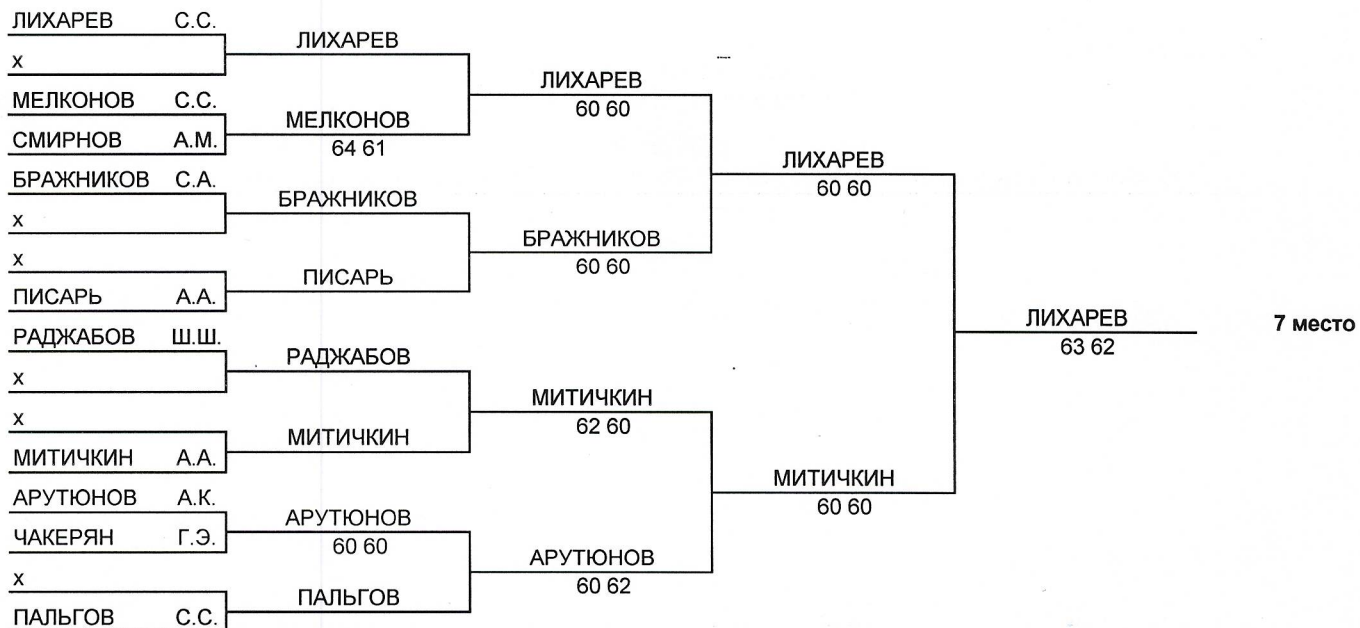 ЛИХАРЕВ С.С.
х
МЕЛКОНОВ С.С.
СМИРНОВ А.М.
БРАЖНИКОВ С.А.
х
х
ПИСАРЬ А.А.
РАДЖАБОВ Ш.Ш.
х
х
МИТИЧКИН А.А.
АРУТЮНОВ А.К.
ЧАКЕРЯН Г.Э.
х
ПАЛЬГОВ С.С.
ЛИХАРЕВ
МЕЛКОНОВ
64 61
БРАЖНИКОВ
ПИСАРЬ
РАДЖАБОВ
МИТИЧКИН
АРУТЮНОВ
60 60
ПАЛЬГОВ
ЛИХАРЕВ
60 60
БРАЖНИКОВ
60 60
МИТИЧКИН
62 60
АРУТЮНОВ
60 62
ЛИХАРЕВ
60 60
МИТИЧКИН
60 60
ЛИХАРЕВ
63 62
7 место